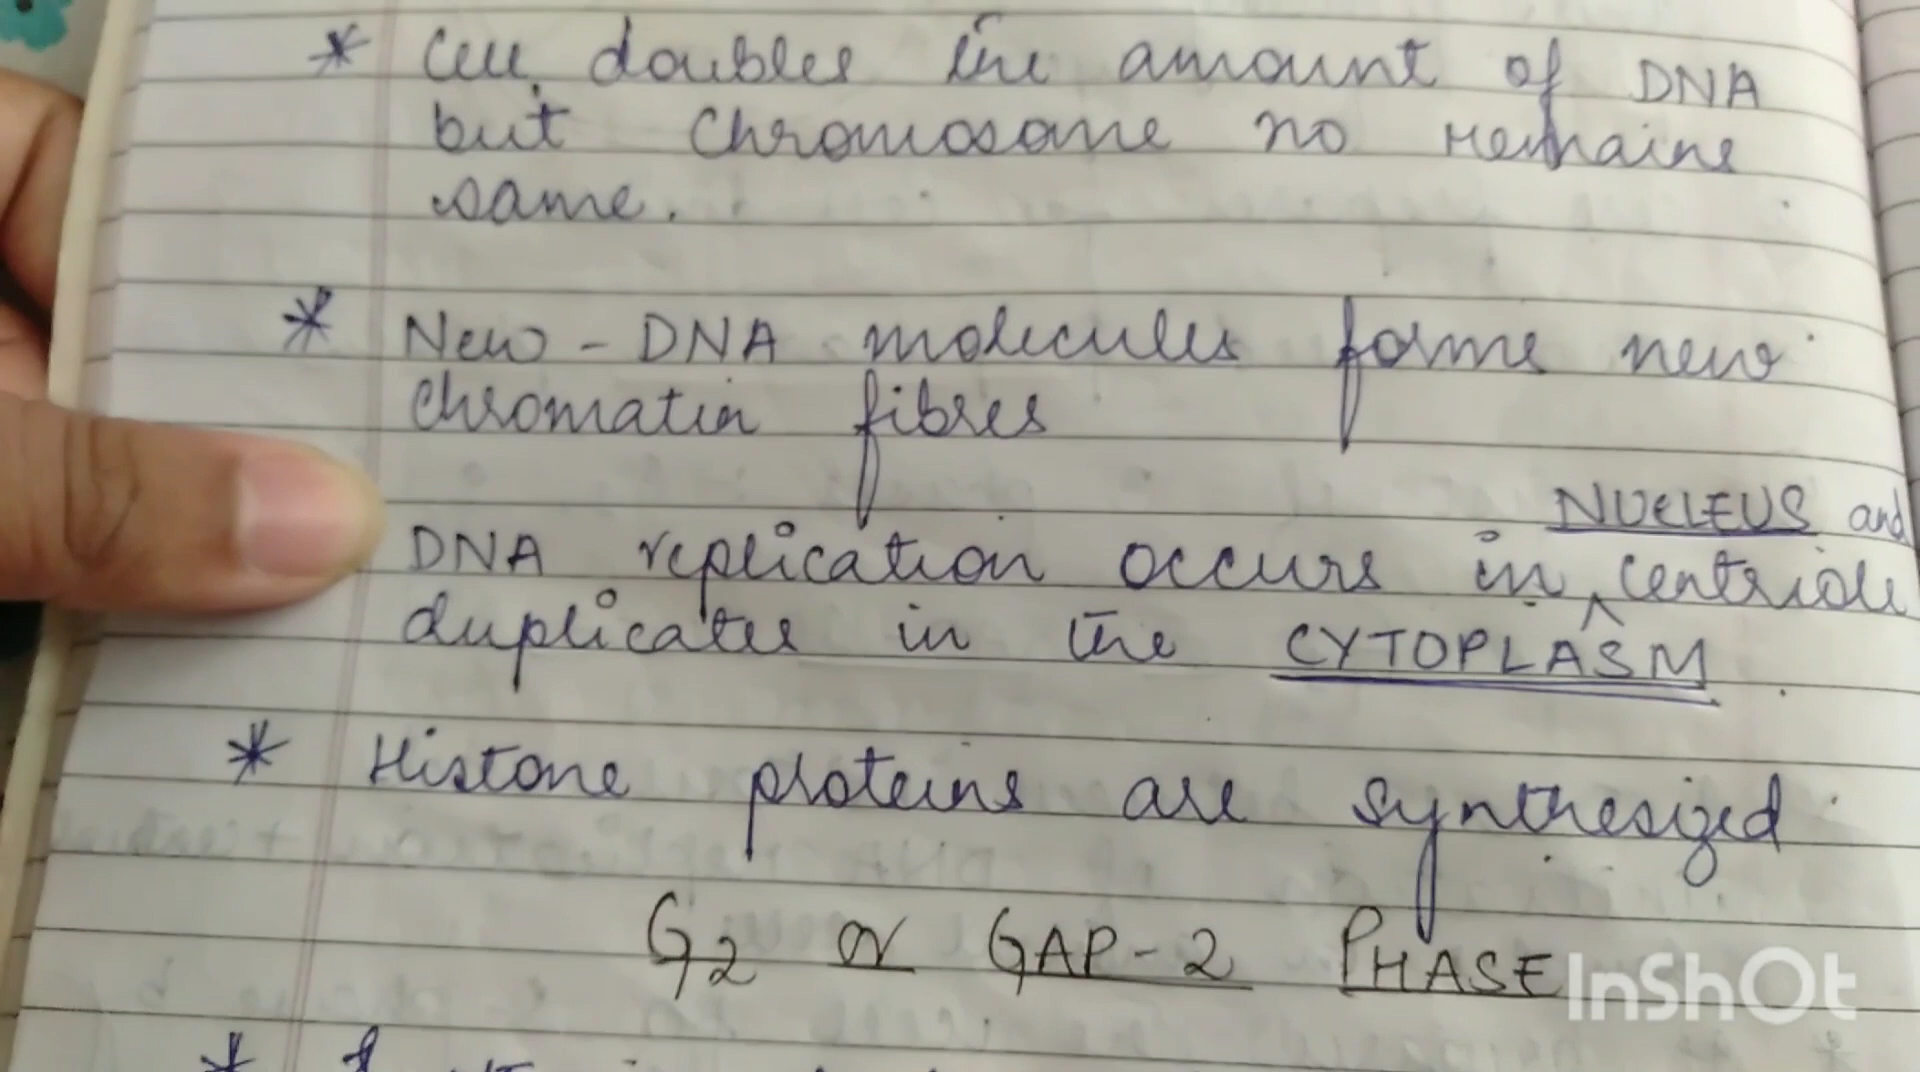 * Cell doubles the amount of DNA
but Chromosome no remains
same.
* New - DNA molecules forms new
chromatin fibres
NUCLEUS and
DNA replication occurs in ^ centriole
duplicates in the CYTOPLASM
* Histone proteins are synthesized
G2 or GAP-2 PHASE
InShOt
*